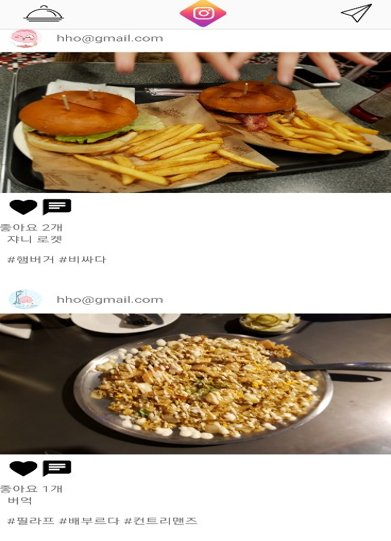 hho@gmail.com
좋아요 2개
쟈니 로켓
#햄버거 #비싸다
hho@gmail.com
좋아요 1개
버먹
#필라프 #배부르다 #컨트리맨즈